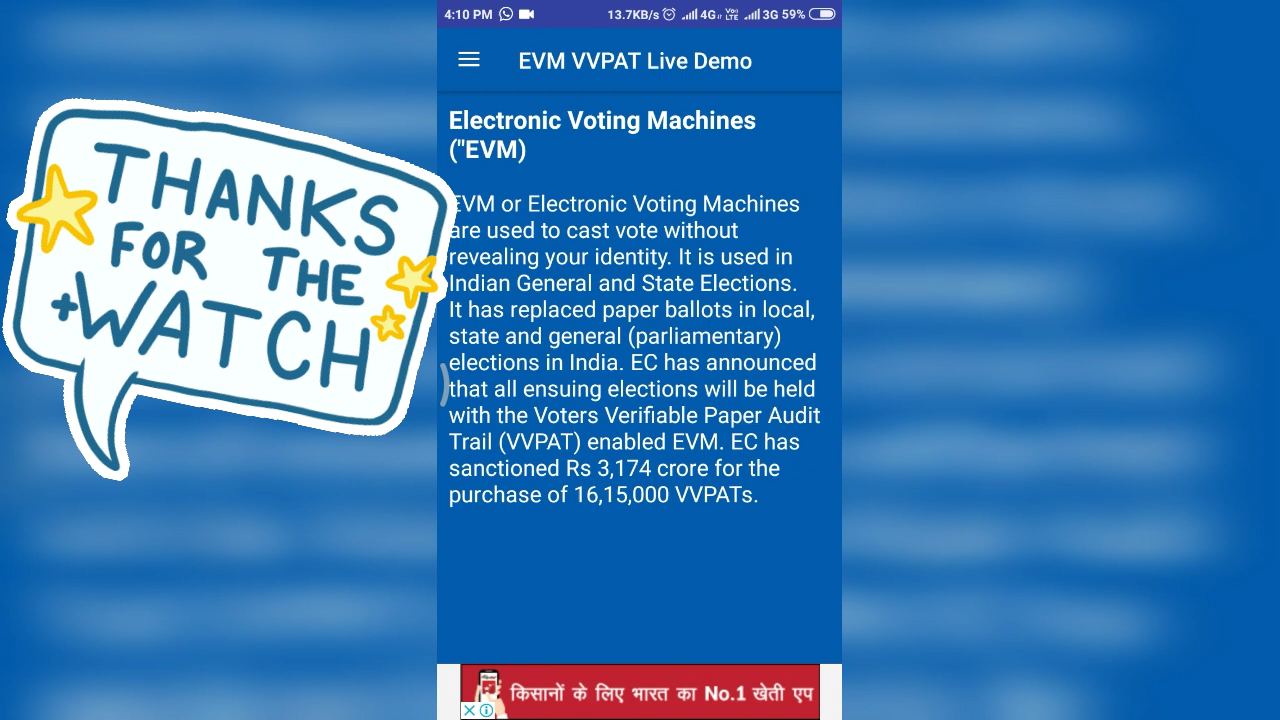 4:10 PM
13.7KB/s 4G VoLTE 3G 59%
EVM VVPAT Live Demo
THANKS
FOR THE
WATCH
Electronic Voting Machines
("EVM)
EVM or Electronic Voting Machines
are used to cast vote without
revealing your identity. It is used in
Indian General and State Elections.
It has replaced paper ballots in local,
state and general (parliamentary)
elections in India. EC has announced
that all ensuing elections will be held
with the Voters Verifiable Paper Audit
Trail (VVPAT) enabled EVM. EC has
sanctioned Rs 3,174 crore for the
purchase of 16,15,000 VVPATs.
किसानों के लिए भारत का No.1 खेती एप